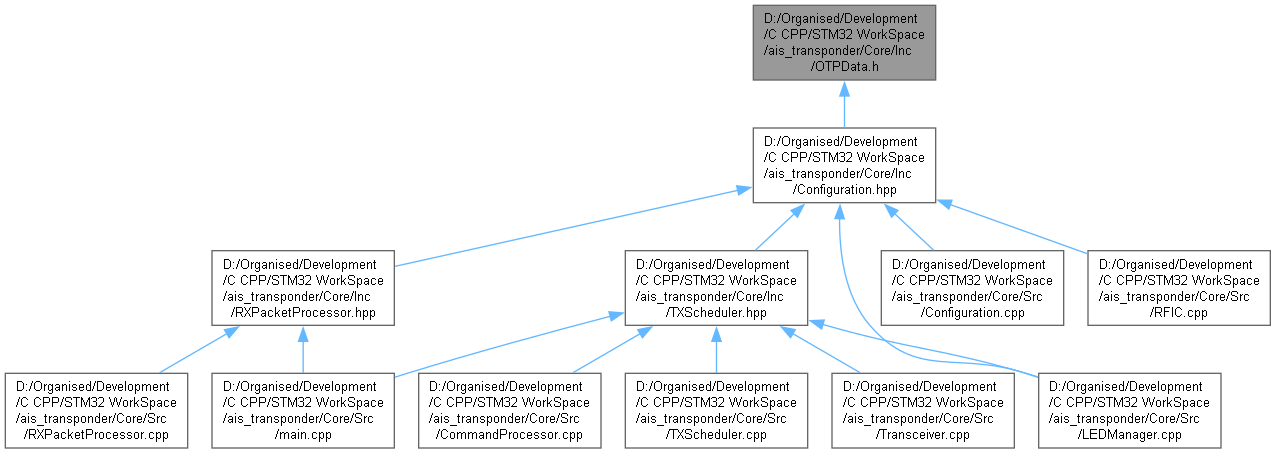 D:/Organised/Development
/C CPP/STM32 WorkSpace
/ais_transponder/Core/Inc
/OTPData.h
D:/Organised/Development
/C CPP/STM32 WorkSpace
/ais_transponder/Core/Inc
/Configuration.hpp
D:/Organised/Development
/C CPP/STM32 WorkSpace
/ais_transponder/Core/Inc
/RXPacketProcessor.hpp
D:/Organised/Development
/C CPP/STM32 WorkSpace
/ais_transponder/Core/Inc
/TXScheduler.hpp
D:/Organised/Development
/C CPP/STM32 WorkSpace
/ais_transponder/Core/Src
/Configuration.cpp
D:/Organised/Development
/C CPP/STM32 WorkSpace
/ais_transponder/Core/Src
/RFIC.cpp
D:/Organised/Development
/C CPP/STM32 WorkSpace
/ais_transponder/Core/Src
/RXPacketProcessor.cpp
D:/Organised/Development
/C CPP/STM32 WorkSpace
/ais_transponder/Core/Src
/main.cpp
D:/Organised/Development
/C CPP/STM32 WorkSpace
/ais_transponder/Core/Src
/CommandProcessor.cpp
D:/Organised/Development
/C CPP/STM32 WorkSpace
/ais_transponder/Core/Src
/TXScheduler.cpp
D:/Organised/Development
/C CPP/STM32 WorkSpace
/ais_transponder/Core/Src
/Transceiver.cpp
D:/Organised/Development
/C CPP/STM32 WorkSpace
/ais_transponder/Core/Src
/LEDManager.cpp